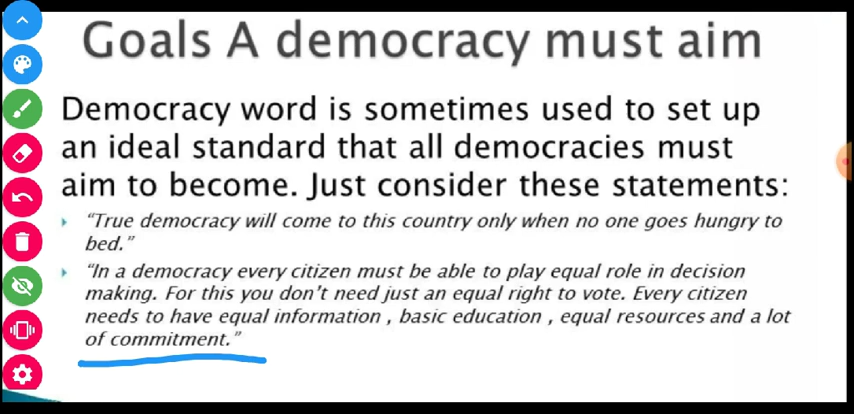 Goals A democracy must aim
Democracy word is sometimes used to set up
an ideal standard that all democracies must
aim to become. Just consider these statements:
“True democracy will come to this country only when no one goes hungry to
bed.”
“In a democracy every citizen must be able to play equal role in decision
making. For this you don’t need just an equal right to vote. Every citizen
needs to have equal information , basic education , equal resources and a lot
of commitment.”